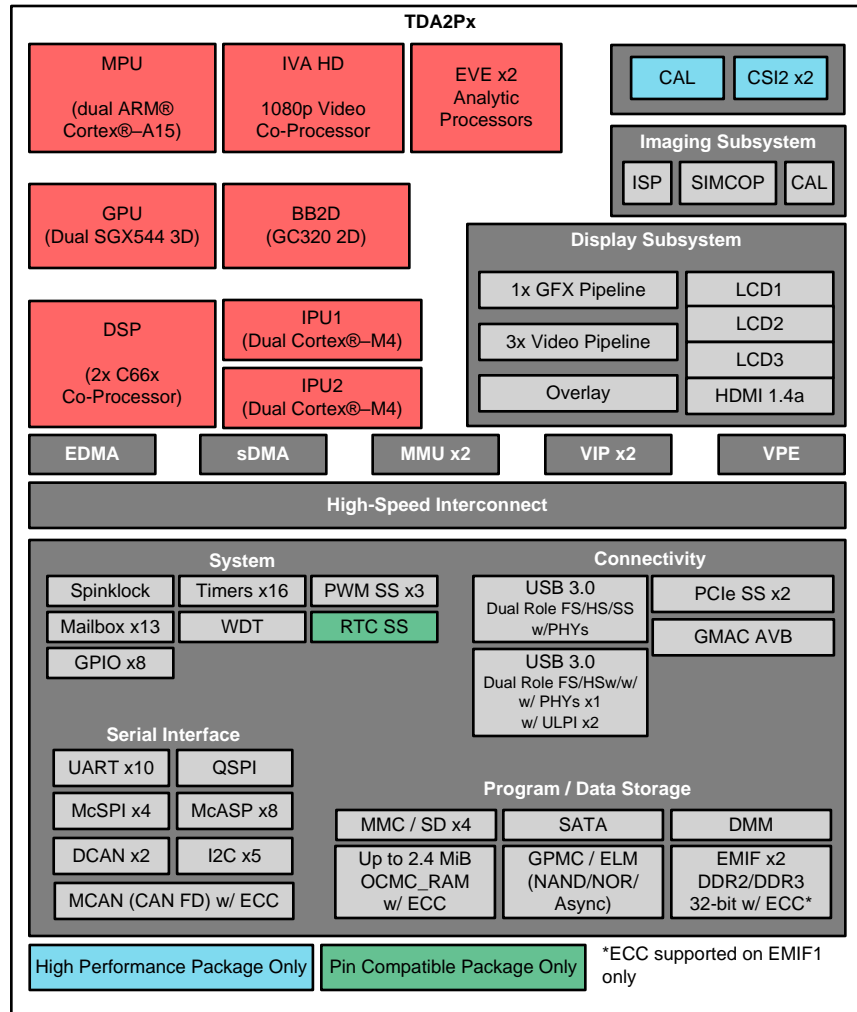 TDA2Px
MPU
(dual ARM®
Cortex®–A15)
IVA HD
1080p Video
Co-Processor
EVE x2
Analytic
Processors
CAL
CSI2 x2
Imaging Subsystem
ISP
SIMCOP
CAL
GPU
(Dual SGX544 3D)
BB2D
(GC320 2D)
Display Subsystem
1x GFX Pipeline
3x Video Pipeline
Overlay
LCD1
LCD2
LCD3
HDMI 1.4a
DSP
(2x C66x
Co-Processor)
IPU1
(Dual Cortex®–M4)
IPU2
(Dual Cortex®–M4)
EDMA
sDMA
MMU x2
VIP x2
VPE
High-Speed Interconnect
System
Spinklock
Timers x16
PWM SS x3
Mailbox x13
WDT
RTC SS
GPIO x8
Connectivity
USB 3.0
Dual Role FS/HS/SS
w/PHYs
PCIe SS x2
GMAC AVB
USB 3.0
Dual Role FS/HSw/w/
w/ PHYs x1
w/ ULPI x2
Serial Interface
UART x10
QSPI
McSPI x4
McASP x8
DCAN x2
I2C x5
MCAN (CAN FD) w/ ECC
Program / Data Storage
MMC / SD x4
SATA
DMM
Up to 2.4 MiB
OCMC_RAM
w/ ECC
GPMC / ELM
(NAND/NOR/
Async)
EMIF x2
DDR2/DDR3
32-bit w/ ECC*
High Performance Package Only
Pin Compatible Package Only
*ECC supported on EMIF1
only